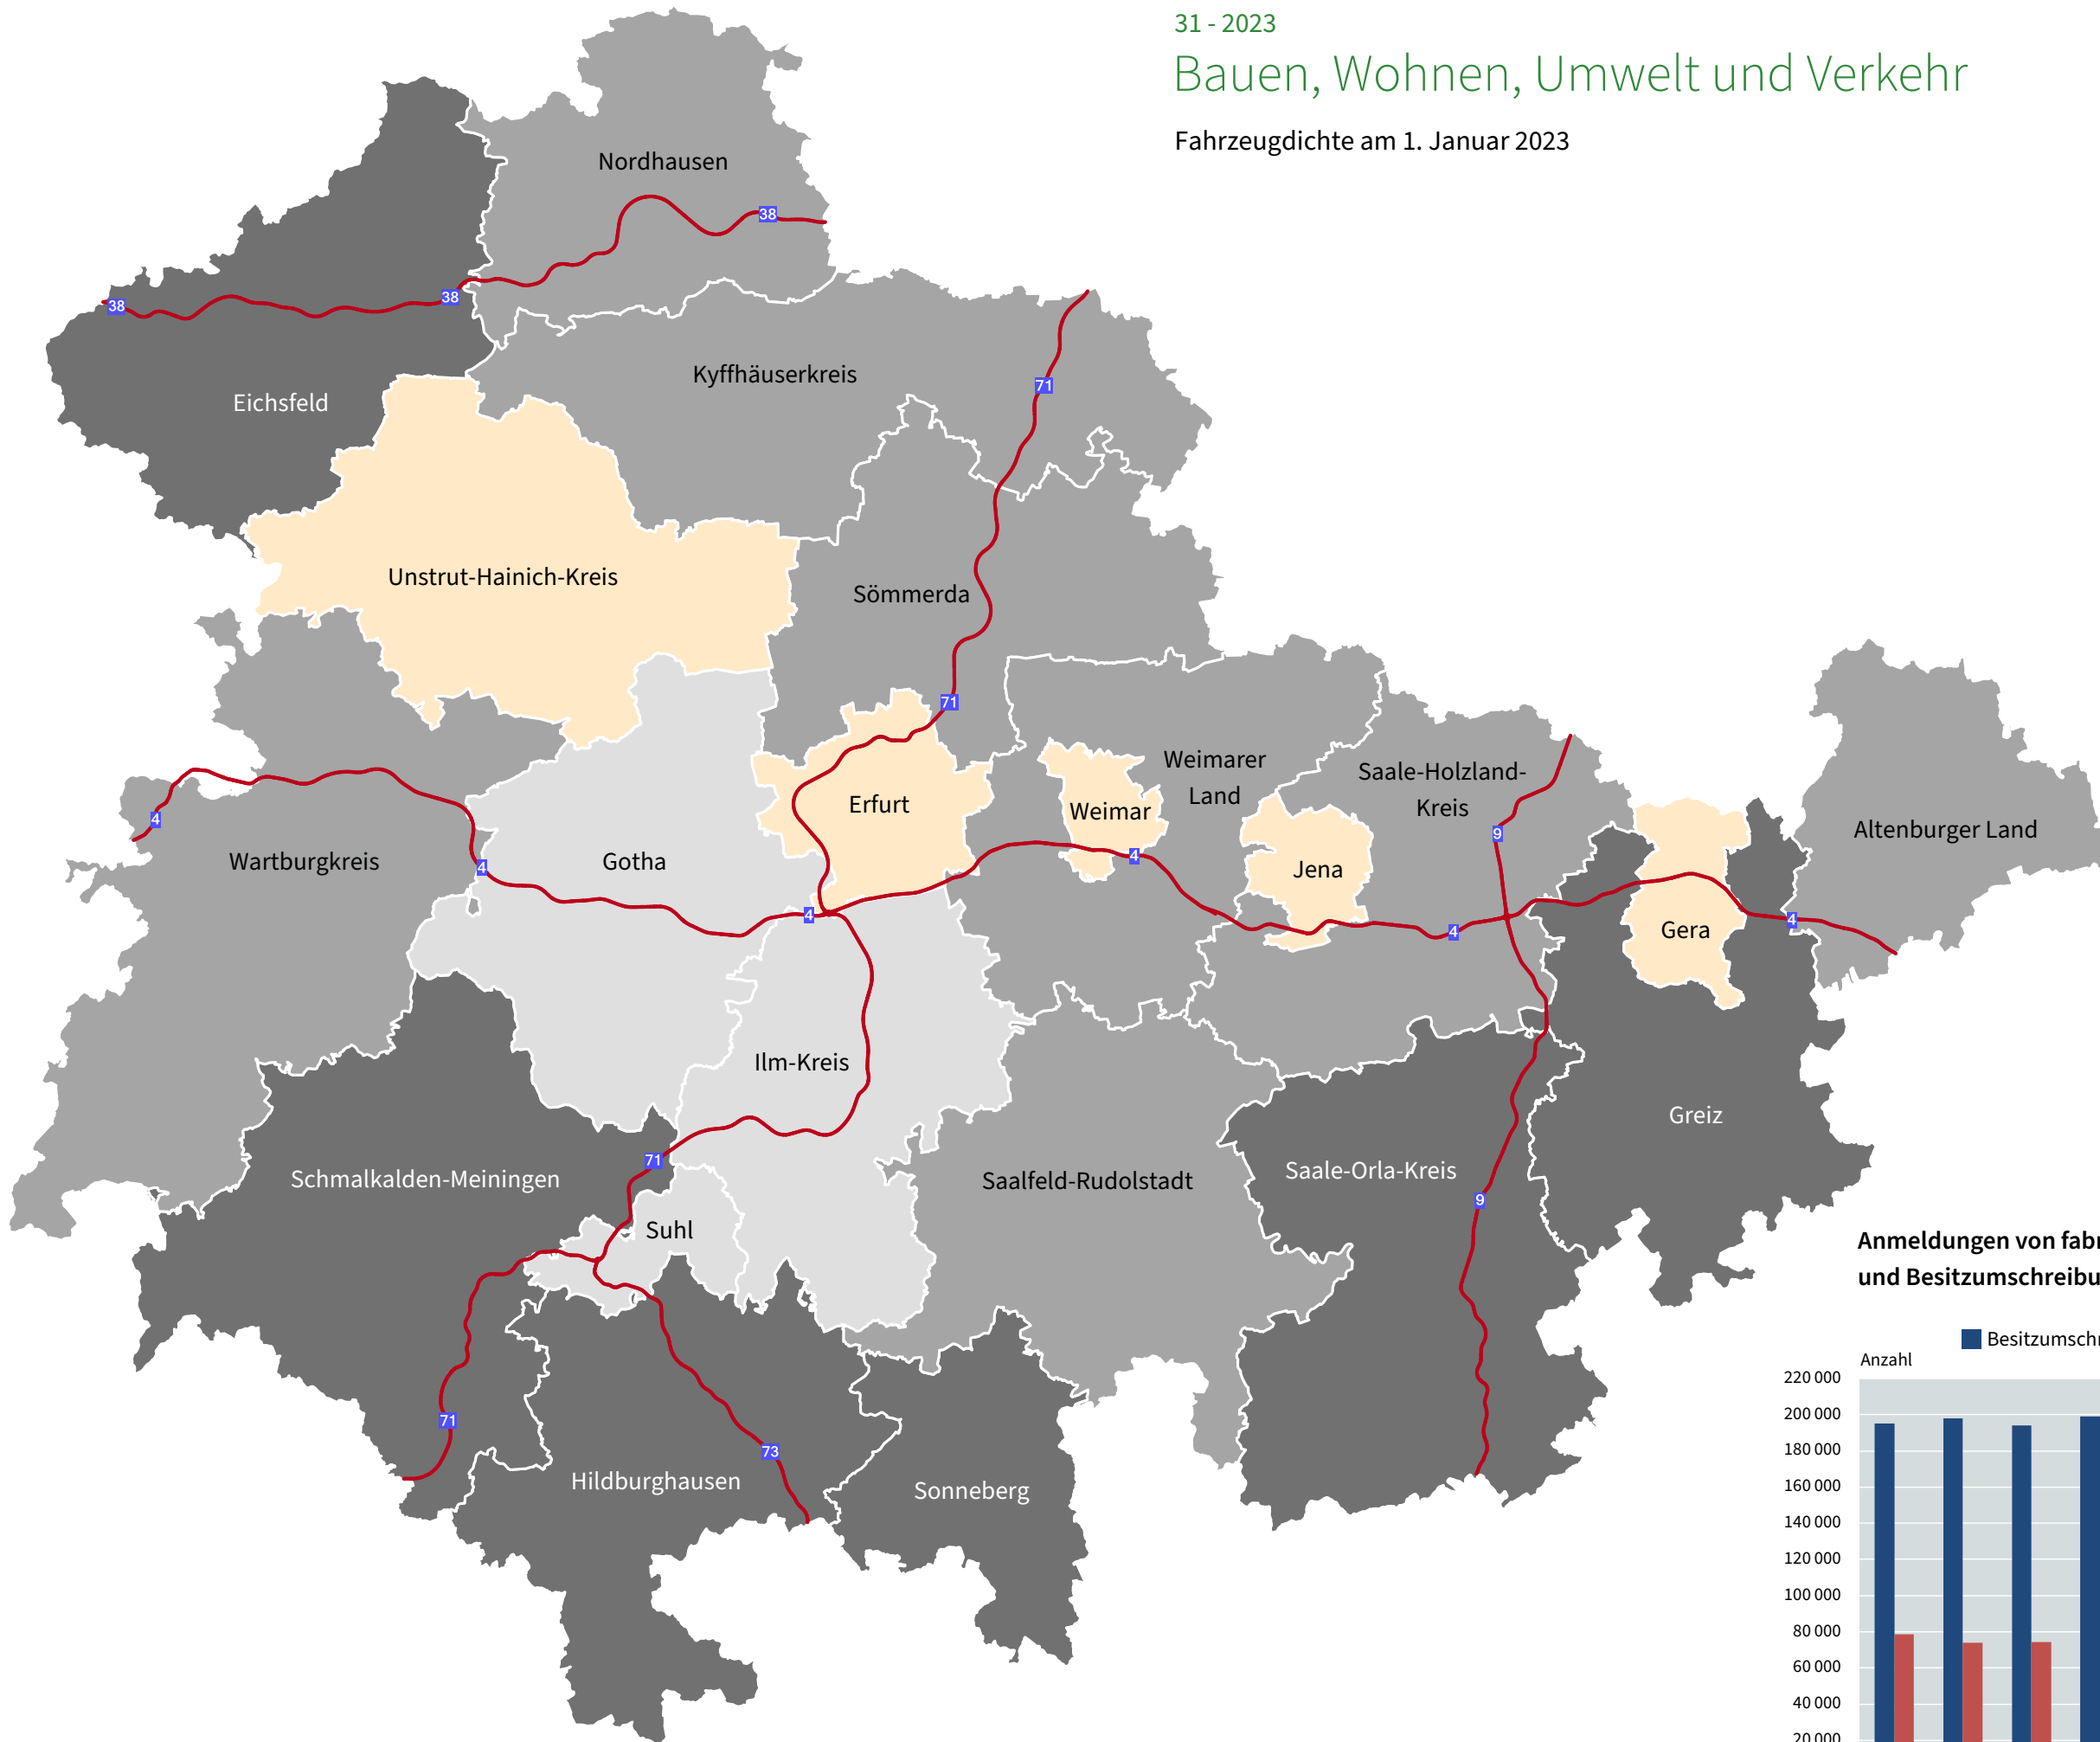 31 - 2023
Bauen, Wohnen, Umwelt und Verkehr
Fahrzeugdichte am 1. Januar 2023
Nordhausen
38
38
38
Kyffhäuserkreis
71
Eichsfeld
Unstrut-Hainich-Kreis
Sömmerda
71
Weimarer
Land
Saale-Holzland-
Kreis
Erfurt
Weimar
4
9
Altenburger Land
Wartburgkreis
Gotha
4
4
Jena
4
4
4
Gera
Ilm-Kreis
Greiz
71
Schmalkalden-Meiningen
Saalfeld-Rudolstadt
Saale-Orla-Kreis
9
Suhl
71
73
Hildburghausen
Sonneberg
Anmeldungen von
und
Anzahl
220 000
200 000
180 000
160 000
140 000
120 000
100 000
80 000
60 000
40 000
20 000